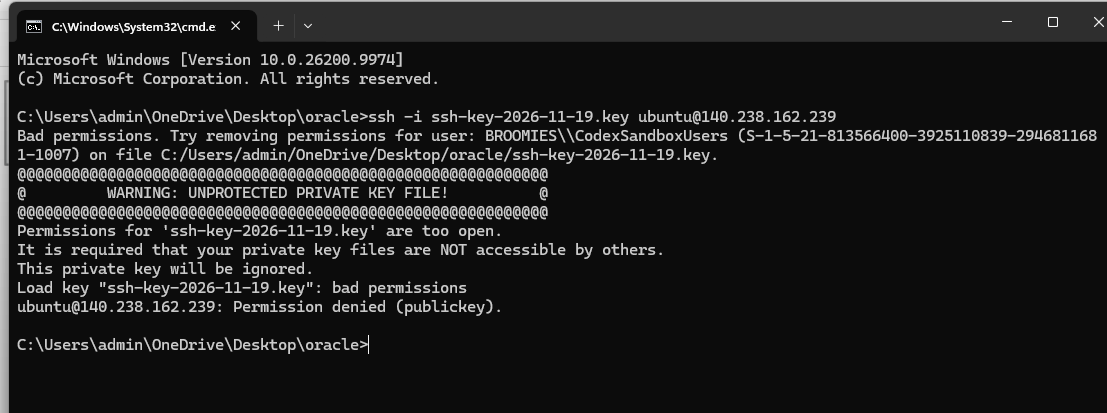 C:\Windows\System32\cmd.e
Microsoft Windows [Version 10.0.26200.9974]
(c) Microsoft Corporation. All rights reserved.
C:\Users\admin\OneDrive\Desktop\oracle>ssh -i ssh-key-2026-11-19.key ubuntu@140.238.162.239
Bad permissions. Try removing permissions for user: BROOMIES\\CodexSandboxUsers (S-1-5-21-813566400-3925110839-294681168
1-1007) on file C:/Users/admin/OneDrive/Desktop/oracle/ssh-key-2026-11-19.key.
@@@@@@@@@@@@@@@@@@@@@@@@@@@@@@@@@@@@@@@@@@@@@@@@@@@@@@@@@@@
@         WARNING: UNPROTECTED PRIVATE KEY FILE!          @
@@@@@@@@@@@@@@@@@@@@@@@@@@@@@@@@@@@@@@@@@@@@@@@@@@@@@@@@@@@
Permissions for 'ssh-key-2026-11-19.key' are too open.
It is required that your private key files are NOT accessible by others.
This private key will be ignored.
Load key "ssh-key-2026-11-19.key": bad permissions
ubuntu@140.238.162.239: Permission denied (publickey).
C:\Users\admin\OneDrive\Desktop\oracle>